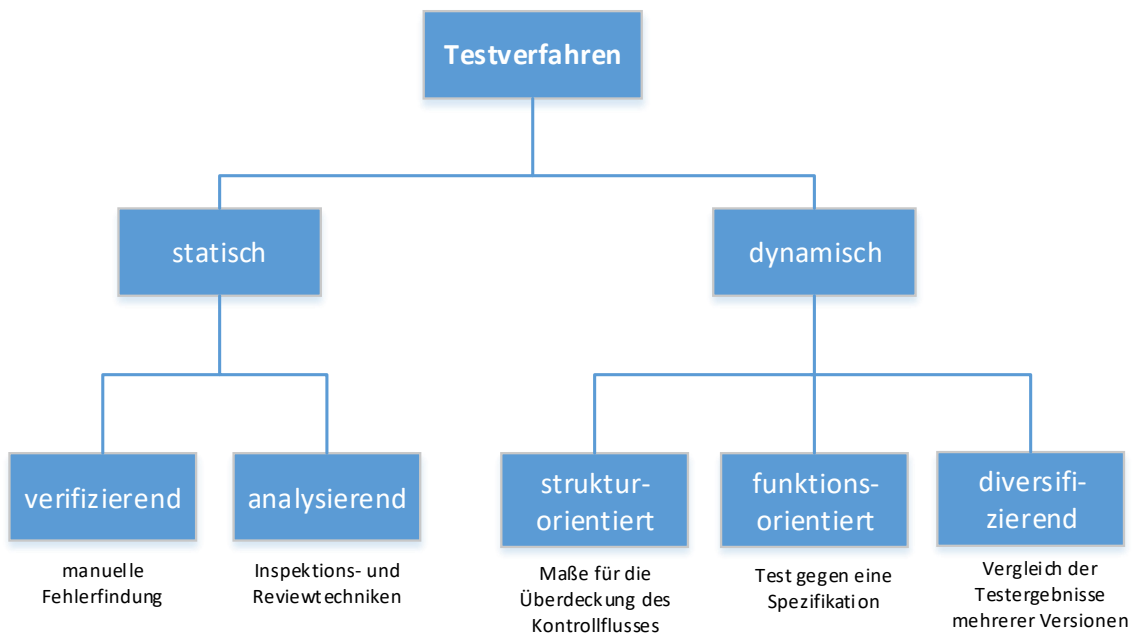 Testverfahren
statisch
dynamisch
verifizierend
analysierend
struktur-
orientiert
funktions-
orientiert
diversifi-
zierend
manuelle
Fehlerfindung
Inspektions- und
Reviewtechniken
Maße für die
Überdeckung des
Kontrollflusses
Test gegen eine
Spezifikation
Vergleich der
Testergebnisse
mehrerer Versionen